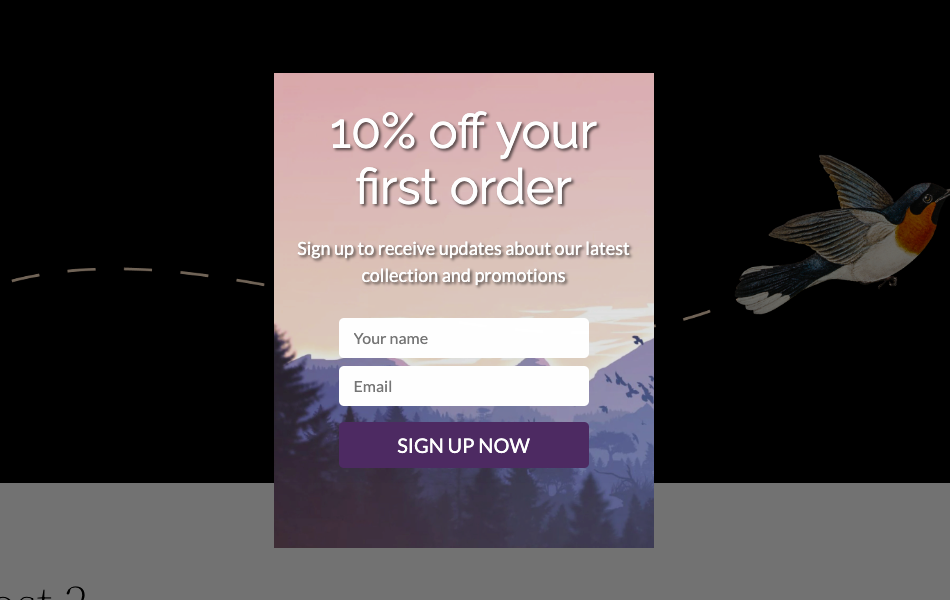 10% off your
first order
Sign up to receive updates about our latest
collection and promotions
Your name
Email
SIGN UP NOW
2